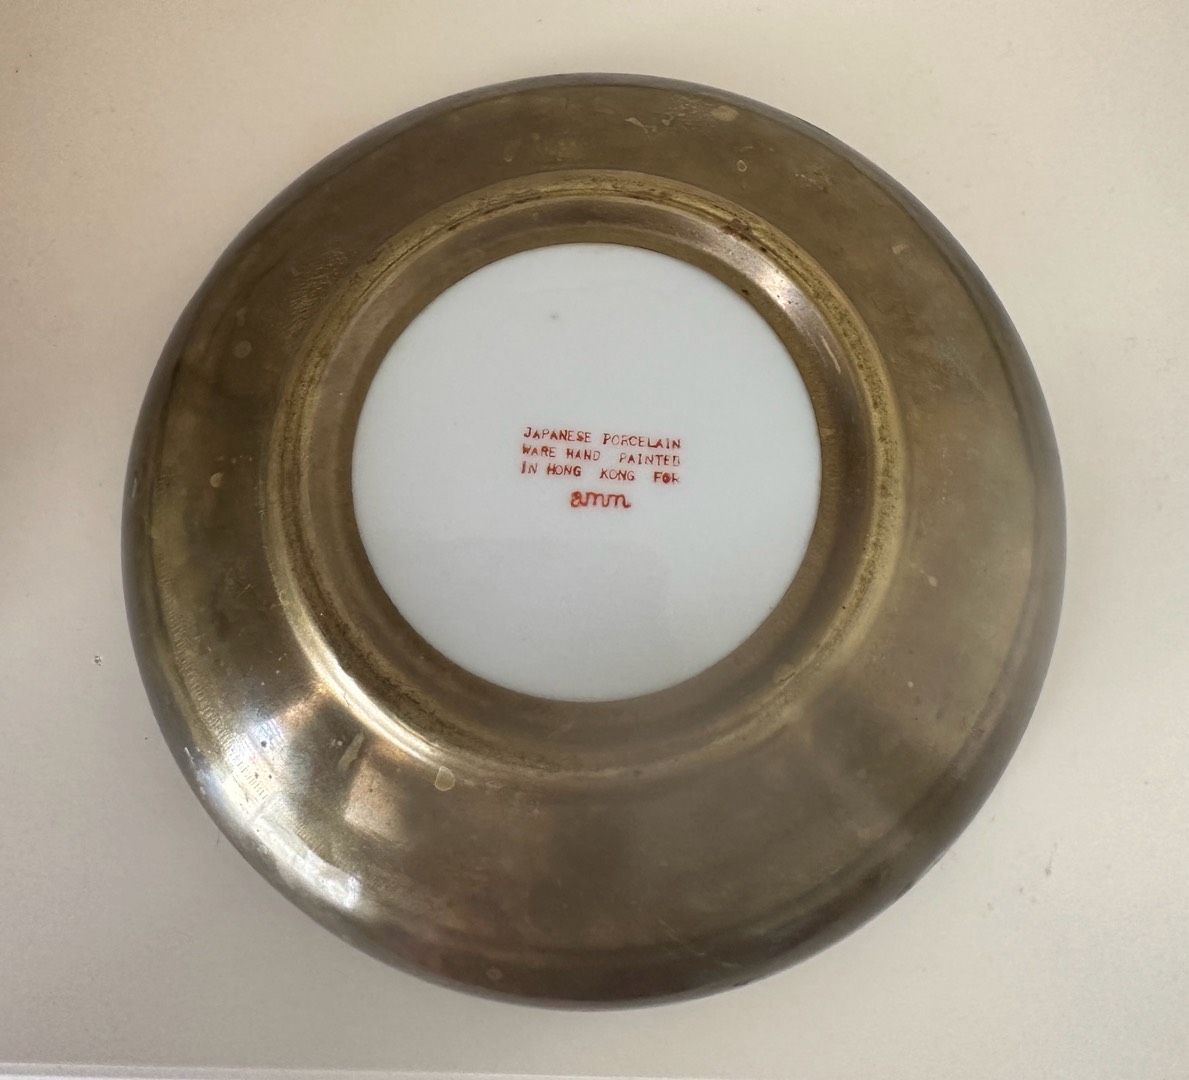 JAPANESE PORCELAIN
WARE HAND PAINTED
IN HONG KONG FOR
amn